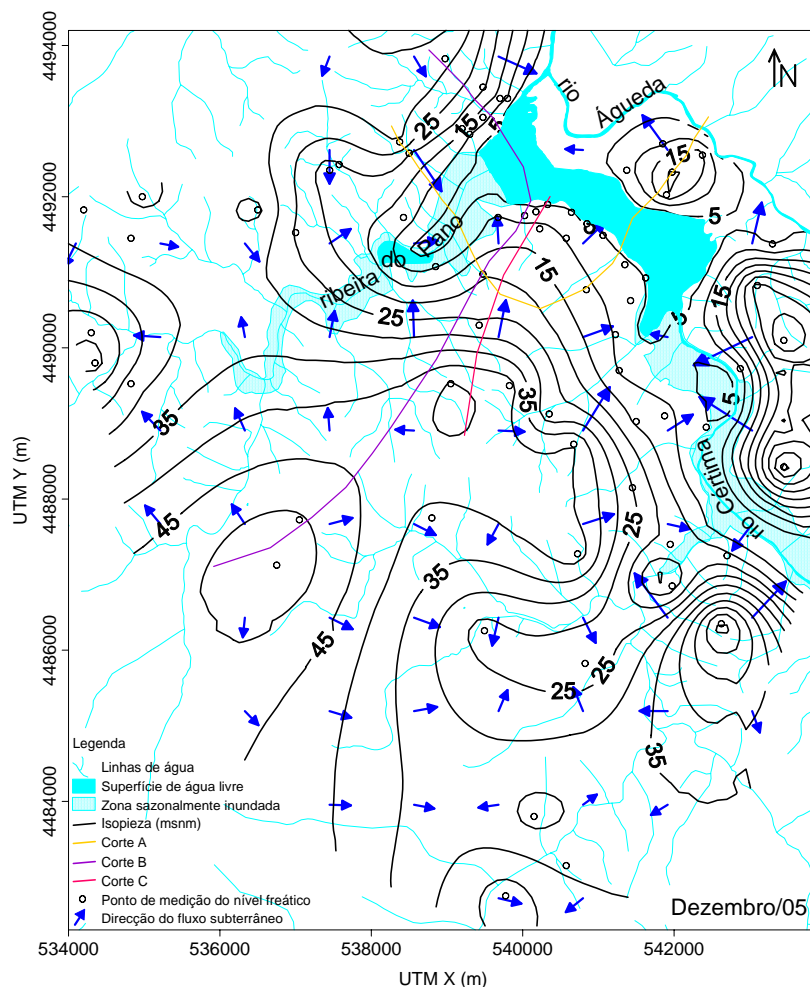 4494000
4492000
4490000
4488000
4486000
4484000
UTM Y (m)
N
rio
Águeda
25
15
5
15
5
ribeira do Pano
5
15
15
25
5
35
5
35
rio Cértima
45
25
35
45
25
25
35
Legenda
Linhas de água
Superfície de água livre
Zona sazonalmente inundada
Isopieza (msnm)
Corte A
Corte B
Corte C
Ponto de medição do nível freático
Direcção do fluxo subterrâneo
Dezembro/05
534000 536000 538000 540000 542000
UTM X (m)